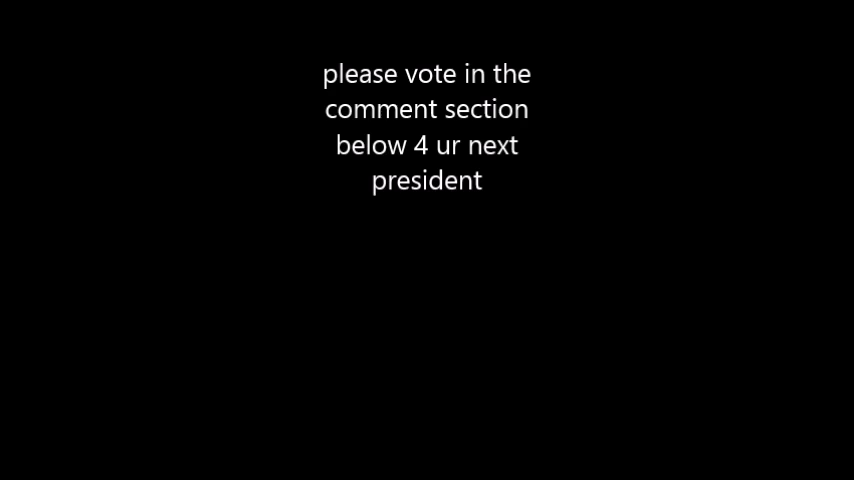 please vote in the
comment section
below 4 ur next
president